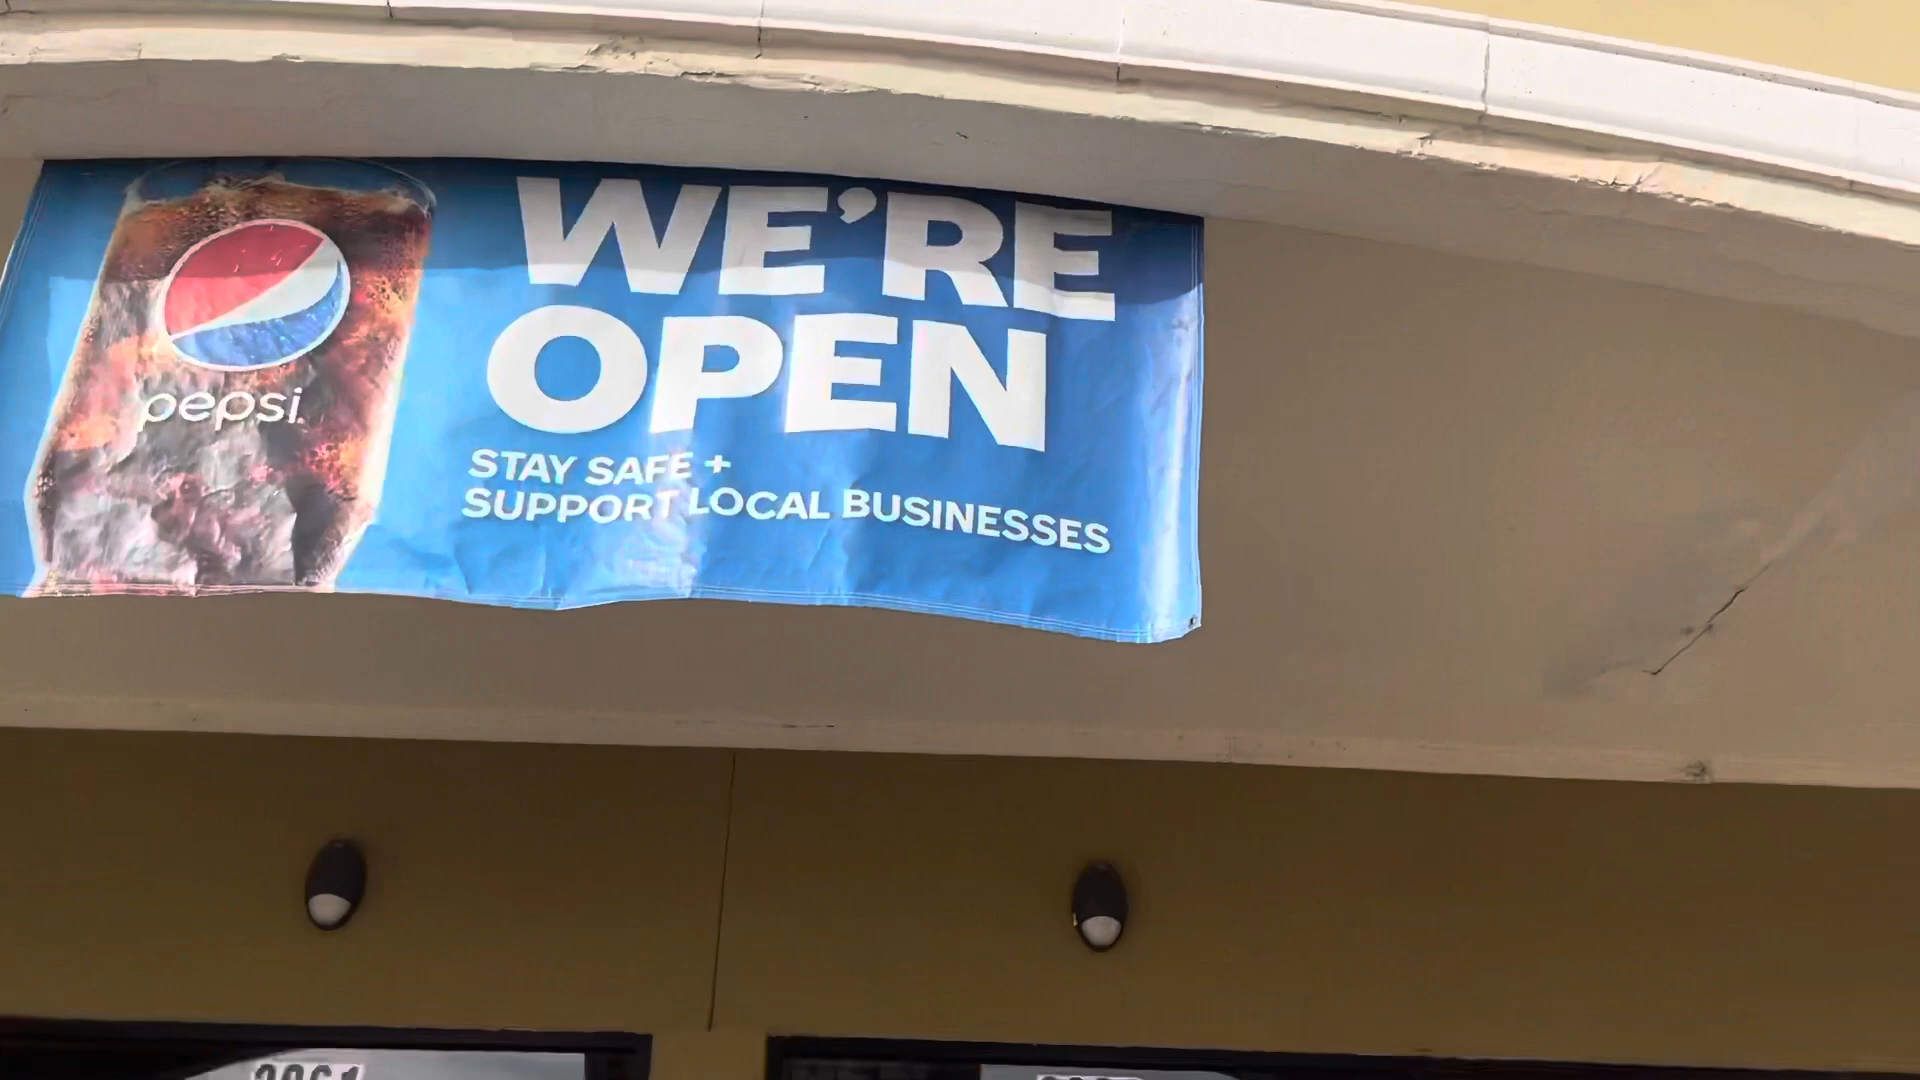 pepsi
WE'RE
OPEN
STAY SAFE +
SUPPORT LOCAL BUSINESSES